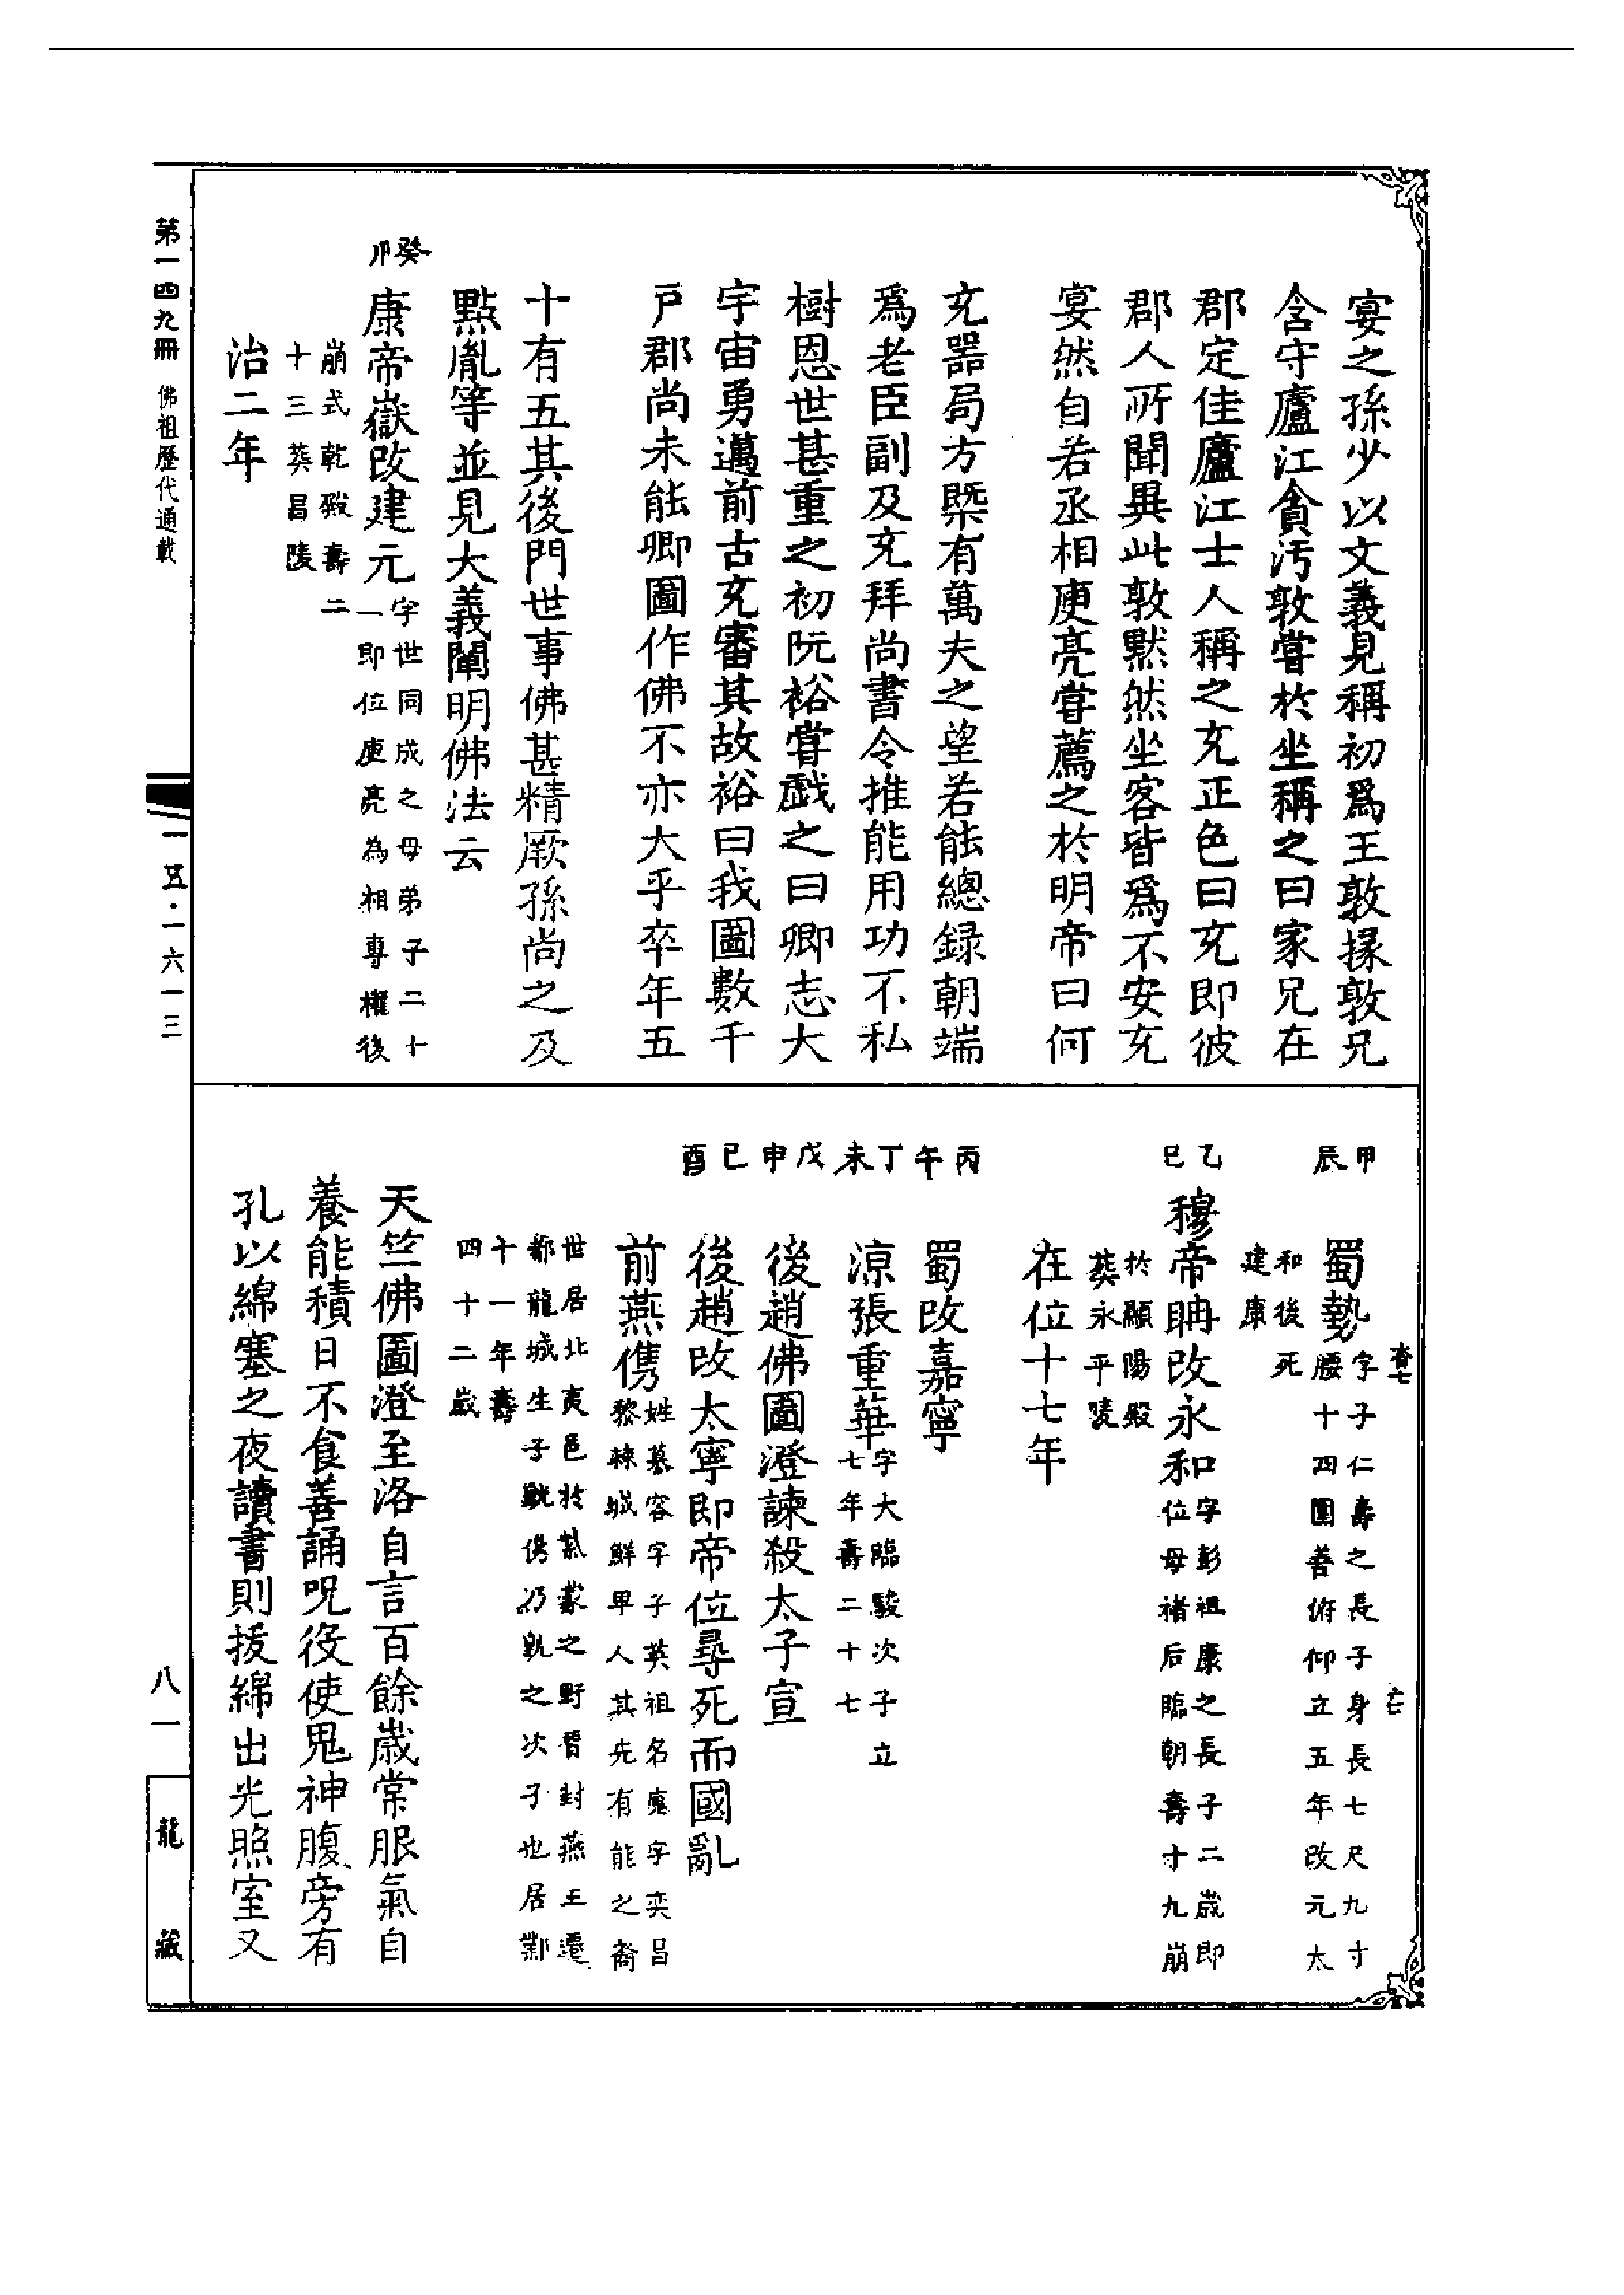 宴之孫少以文義見稱初爲王敦掾敦兄
含守廬江貪汚敦嘗於坐稱之曰家兄在
郡定佳廬江士人稱之充正色曰充即彼
郡人所聞異此敦默然坐客皆爲不安充
宴然自若丞相庾亮嘗薦之於明帝曰何
充器局方槩有萬夫之望若能總録朝端
爲老臣副及充拜尚書令推能用功不私
樹恩世甚重之初阮裕嘗戯之曰卿志大
宇宙勇邁前古充審其故裕曰我圖數千
戸郡尚未能卿圖作佛不亦大乎卒年五
十有五其後門世事佛甚精厥孫尚之及
點胤等並見大義闡明佛法云
癸
卯
康帝嶽改建元
字世同成之母弟子二十
一即位庾亮為相專權後
崩式乾殿壽二
十三葬昌陵
治二年
甲
辰
蜀勢
字子仁壽之長子身長七尺九寸
腰十四圍善俯仰立五年改元太
和後死
建康
乙
巳
穆帝聃改永和
字彭祖康之長子二歳即
位母褚后臨朝壽十九崩
於顯陽殿
葬永平陵
在位十七年
丙
午
蜀改嘉寧
丁
未
涼張重華
字大臨駿次子立
七年壽二十七
戊
申
後趙佛圖澄諫殺太子宣
己
酉
後趙改太寧即帝位尋死而國亂
前燕儁
姓慕容字子英祖名廆字奕昌
黎棘城鮮卑人其先有能之裔
世居北夷邑於紫蒙之野晉封燕王遷
都龍城生子皝儁乃皝之次子也居鄴
十一年壽
四十二歳
天竺佛圖澄至洛自言百餘歳常服氣自
養能積日不食善誦呪役使鬼神腹旁有
孔以綿塞之夜讀書則拔綿出光照室又
第一四九冊 佛祖歷代通載
一五·一六一三
八一
龍藏